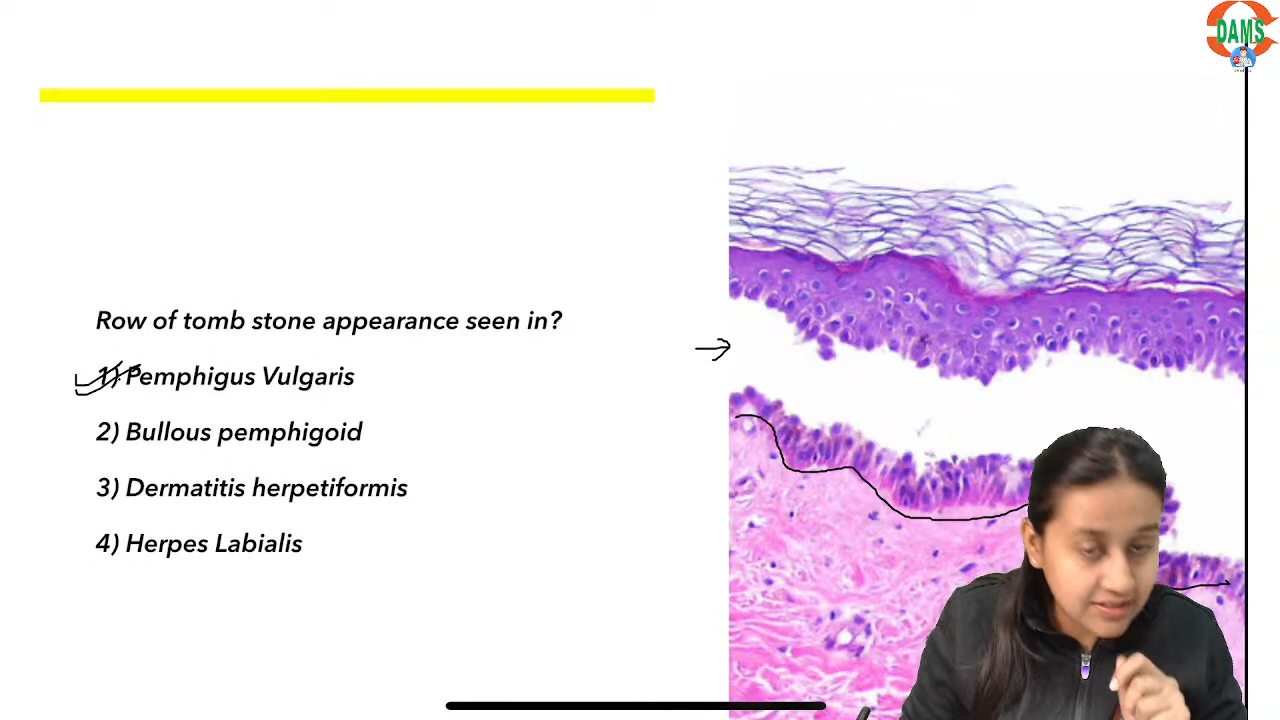 DAMS
Row of tomb stone appearance seen in?
1) Pemphigus Vulgaris
2) Bullous pemphigoid
3) Dermatitis herpetiformis
4) Herpes Labialis